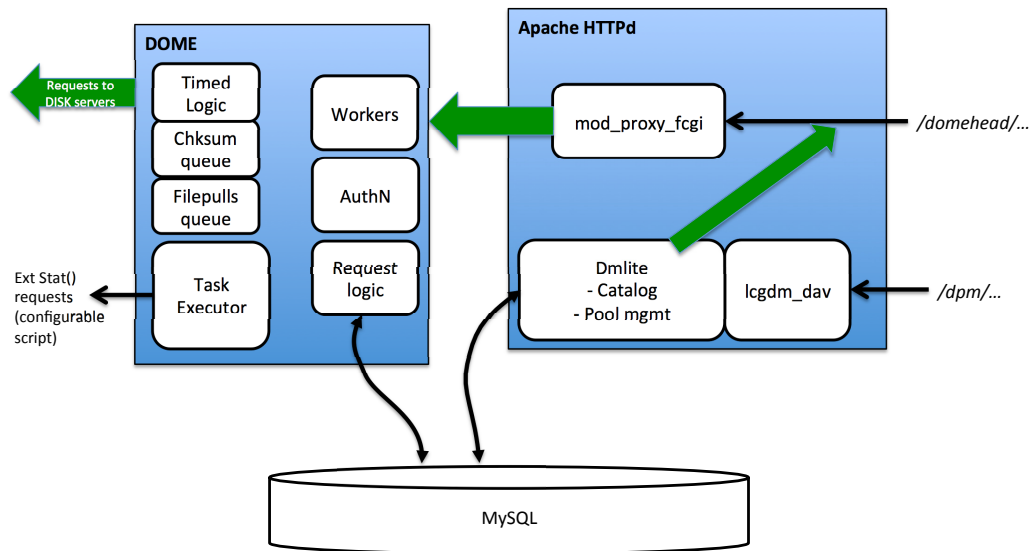 DOME
Requests to
DISK servers
Timed
Logic
Chksum
queue
Filepulls
queue
Task
Executor
Workers
AuthN
Request
logic
Ext Stat()
requests
(configurable
script)
Apache HTTPd
mod_proxy_fcgi
/domehead/...
Dmlite
- Catalog
- Pool mgmt
lcgdm_dav
/dpm/...
MySQL